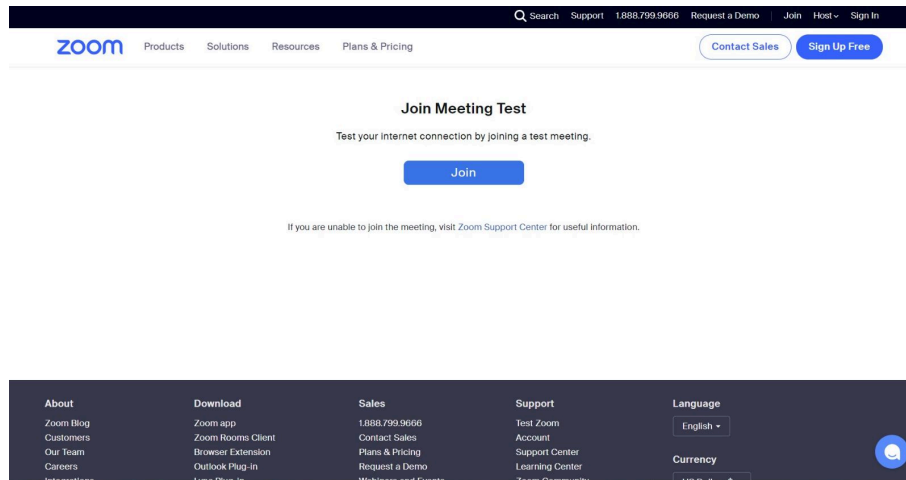 Search Support 1.888.799.9666 Request a Demo Join Host Sign In
zoom Products Solutions Resources Plans & Pricing Contact Sales Sign Up Free
Join Meeting Test
Test your internet connection by joining a test meeting.
Join
If you are unable to join the meeting, visit Zoom Support Center for useful information.
About Download Sales Support Language
Zoom Blog Zoom app 1.888.799.9666 Test Zoom English
Customers Zoom Rooms Client Contact Sales Account
Our Team Browser Extension Plans & Pricing Support Center Currency
Careers Outlook Plug-in Request a Demo Learning Center